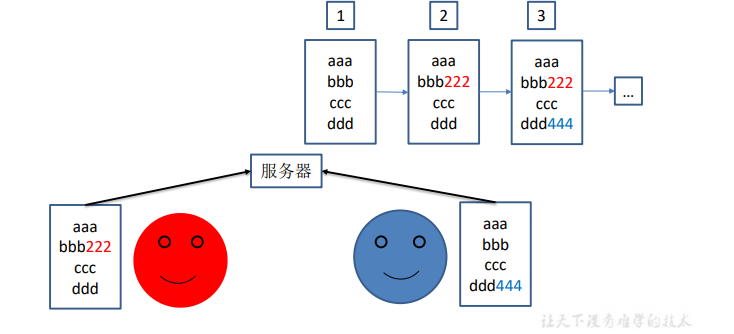 1
2
3
aaa
bbb
ccc
ddd
aaa
bbb222
ccc
ddd
aaa
bbb222
ccc
ddd444
...
服务器
aaa
bbb222
ccc
ddd
aaa
bbb
ccc
ddd444
让天下没有难学的技术